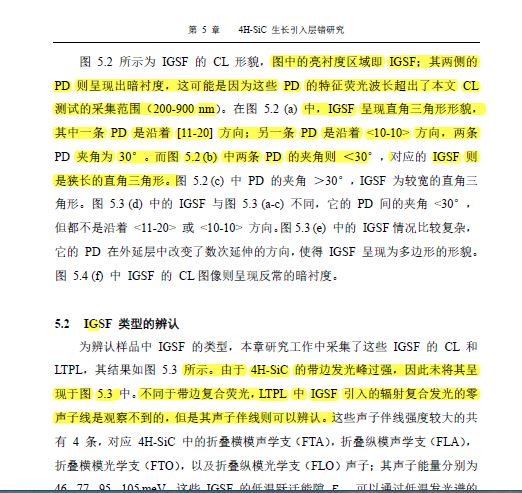 第 5 章 4H-SiC 生长引入层错研究
图 5.2 所示为 IGSF 的 CL 形貌，图中的亮衬度区域即 IGSF；其两侧的
PD 则呈现出暗衬度，这可能是因为这些 PD 的特征荧光波长超出了本文 CL
测试的采集范围（200-900 nm）。在图 5.2 (a) 中，IGSF 呈现直角三角形形貌，
其中一条 PD 是沿着 [11-20] 方向；另一条 PD 是沿着 <10-10> 方向，两条
PD 夹角为 30°。而图 5.2 (b) 中两条 PD 的夹角则 ＜30°，对应的 IGSF 则
是狭长的直角三角形。图 5.2 (c) 中 PD 的夹角 ＞30°，IGSF 为较宽的直角三
角形。图 5.3 (d) 中的 IGSF 与图 5.3 (a-c) 不同，它的 PD 间的夹角 <30°，
但都不是沿着 <11-20> 或 <10-10> 方向。图 5.3 (e) 中的 IGSF 情况比较复杂，
它的 PD 在外延层中改变了数次延伸的方向，使得 IGSF 呈现为多边形的形貌。
图 5.4 (f) 中 IGSF 的 CL 图像则呈现反常的暗衬度。
5.2 IGSF 类型的辨认
为辨认样品中 IGSF 的类型，本章研究工作中采集了这些 IGSF 的 CL 和
LTPL，其结果如图 5.3 所示。由于 4H-SiC 的带边发光峰过强，因此未将其呈
现于图 5.3 中。不同于带边复合荧光，LTPL 中 IGSF 引入的辐射复合发光的零
声子线是观察不到的，但是其声子伴线则可以辨认。这些声子伴线强度较大的共
有 4 条，对应 4H-SiC 中的折叠横模声学支（FTA），折叠纵模声学支（FLA），
折叠横模光学支（FTO），以及折叠纵模光学支（FLO）声子；其声子能量分别为
46、77、95、105 meV。这些 IGSF 的低温跃迁能隙 可以通过低温发光谱的